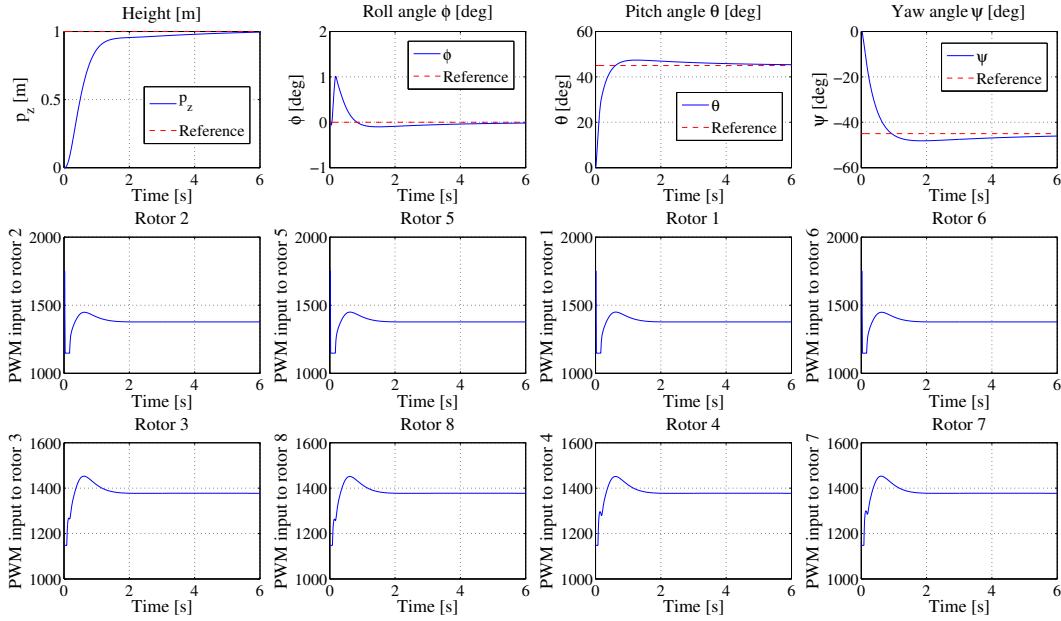 Height [m]
Roll angle ϕ [deg]
Pitch angle θ [deg]
Yaw angle ψ [deg]
p_z [m]
1
0.5
0
p_z
Reference
0 2 4 6
Time [s]
ϕ [deg]
2
1
0
−1
ϕ
Reference
0 2 4 6
Time [s]
θ [deg]
60
40
20
0
θ
Reference
0 2 4 6
Time [s]
ψ [deg]
0
−20
−40
−60
ψ
Reference
0 2 4 6
Time [s]
Rotor 2
PWM input to rotor 2
2000
1500
1000
0 2 4 6
Time [s]
Rotor 5
PWM input to rotor 5
2000
1500
1000
0 2 4 6
Time [s]
Rotor 1
PWM input to rotor 1
2000
1500
1000
0 2 4 6
Time [s]
Rotor 6
PWM input to rotor 6
2000
1500
1000
0 2 4 6
Time [s]
Rotor 3
PWM input to rotor 3
1600
1400
1200
1000
0 2 4 6
Time [s]
Rotor 8
PWM input to rotor 8
1600
1400
1200
1000
0 2 4 6
Time [s]
Rotor 4
PWM input to rotor 4
1600
1400
1200
1000
0 2 4 6
Time [s]
Rotor 7
PWM input to rotor 7
1600
1400
1200
1000
0 2 4 6
Time [s]